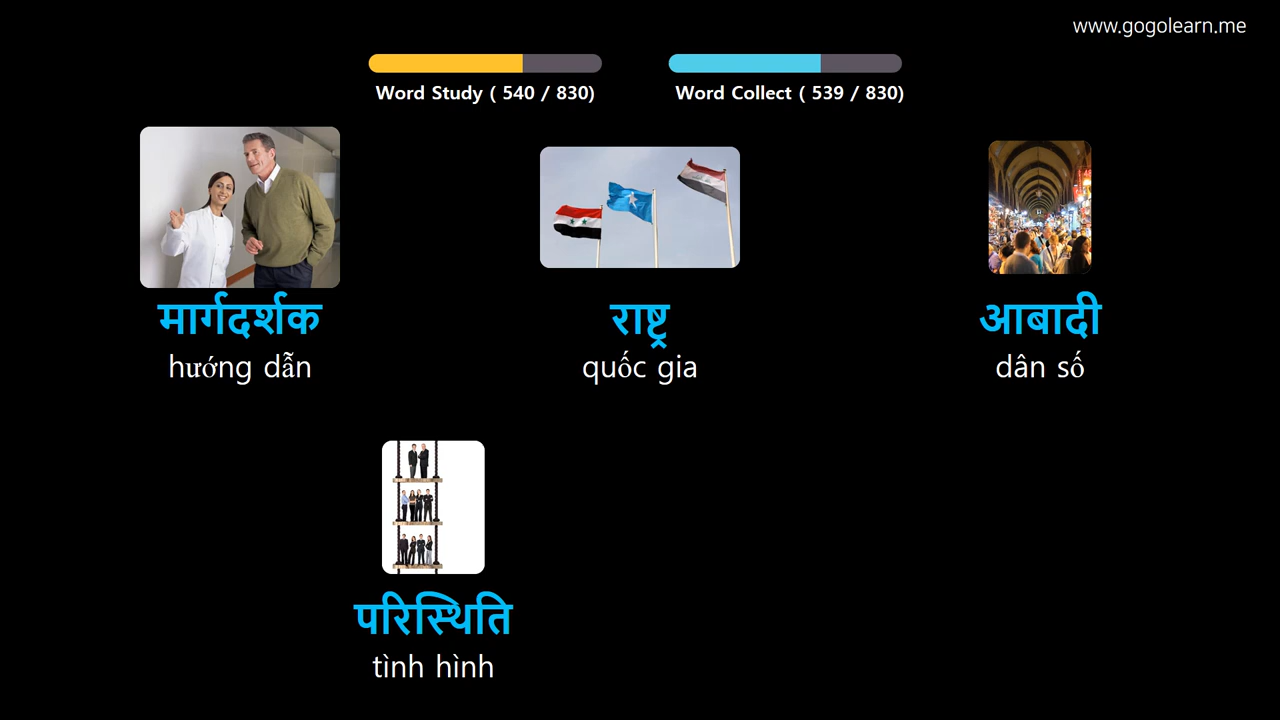 www.gogolearn.me
Word Study ( 540 / 830)
Word Collect ( 539 / 830)
मार्गदर्शक
hướng dẫn
राष्ट्र
quốc gia
आबादी
dân số
परिस्थिति
tình hình